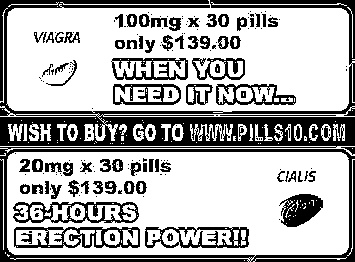 VIAGRA
100mg x 30 pills
only $139.00
WHEN YOU
NEED IT NOW...
WISH TO BUY? GO TO WWW.PILLS10.COM
20mg x 30 pills
only $139.00
CIALIS
36-HOURS
ERECTION POWER!!